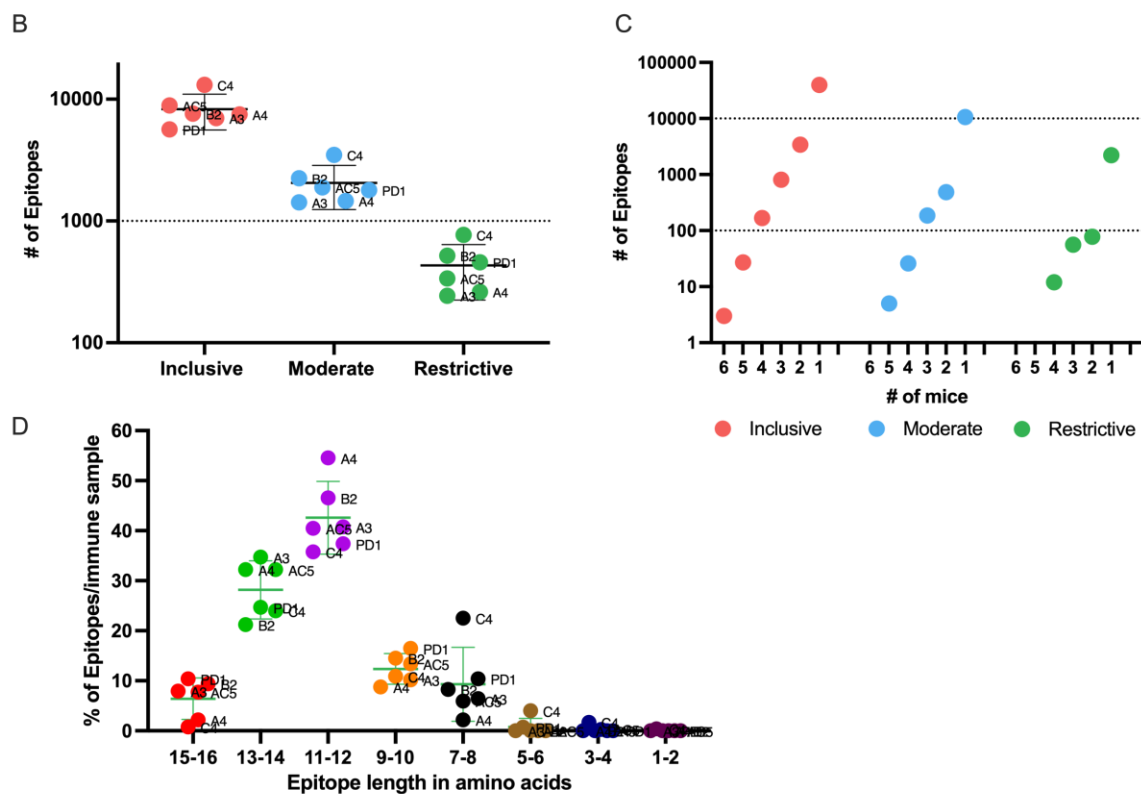 B
# of Epitopes
10000
1000
100
C4
AC5
B2
A3
A4
PD1
C4
B2
AC5
PD1
A3
A4
C4
B2
PD1
AC5
A3
A4
Inclusive Moderate Restrictive
C
# of Epitopes
100000
10000
1000
100
10
1
6 5 4 3 2 1 6 5 4 3 2 1 6 5 4 3 2 1
# of mice
Inclusive Moderate Restrictive
D
% of Epitopes/immune sample
60
50
40
30
20
10
0
PD1
B2
A3
AC5
A4
C4
A3
A4
AC5
PD1
C4
B2
A4
B2
AC5
A3
PD1
C4
PD1
B2
AC5
C4
A3
A4
C4
PD1
B2
A3
AC5
A4
C4
PD1
C4
15-16 13-14 11-12 9-10 7-8 5-6 3-4 1-2
Epitope length in amino acids